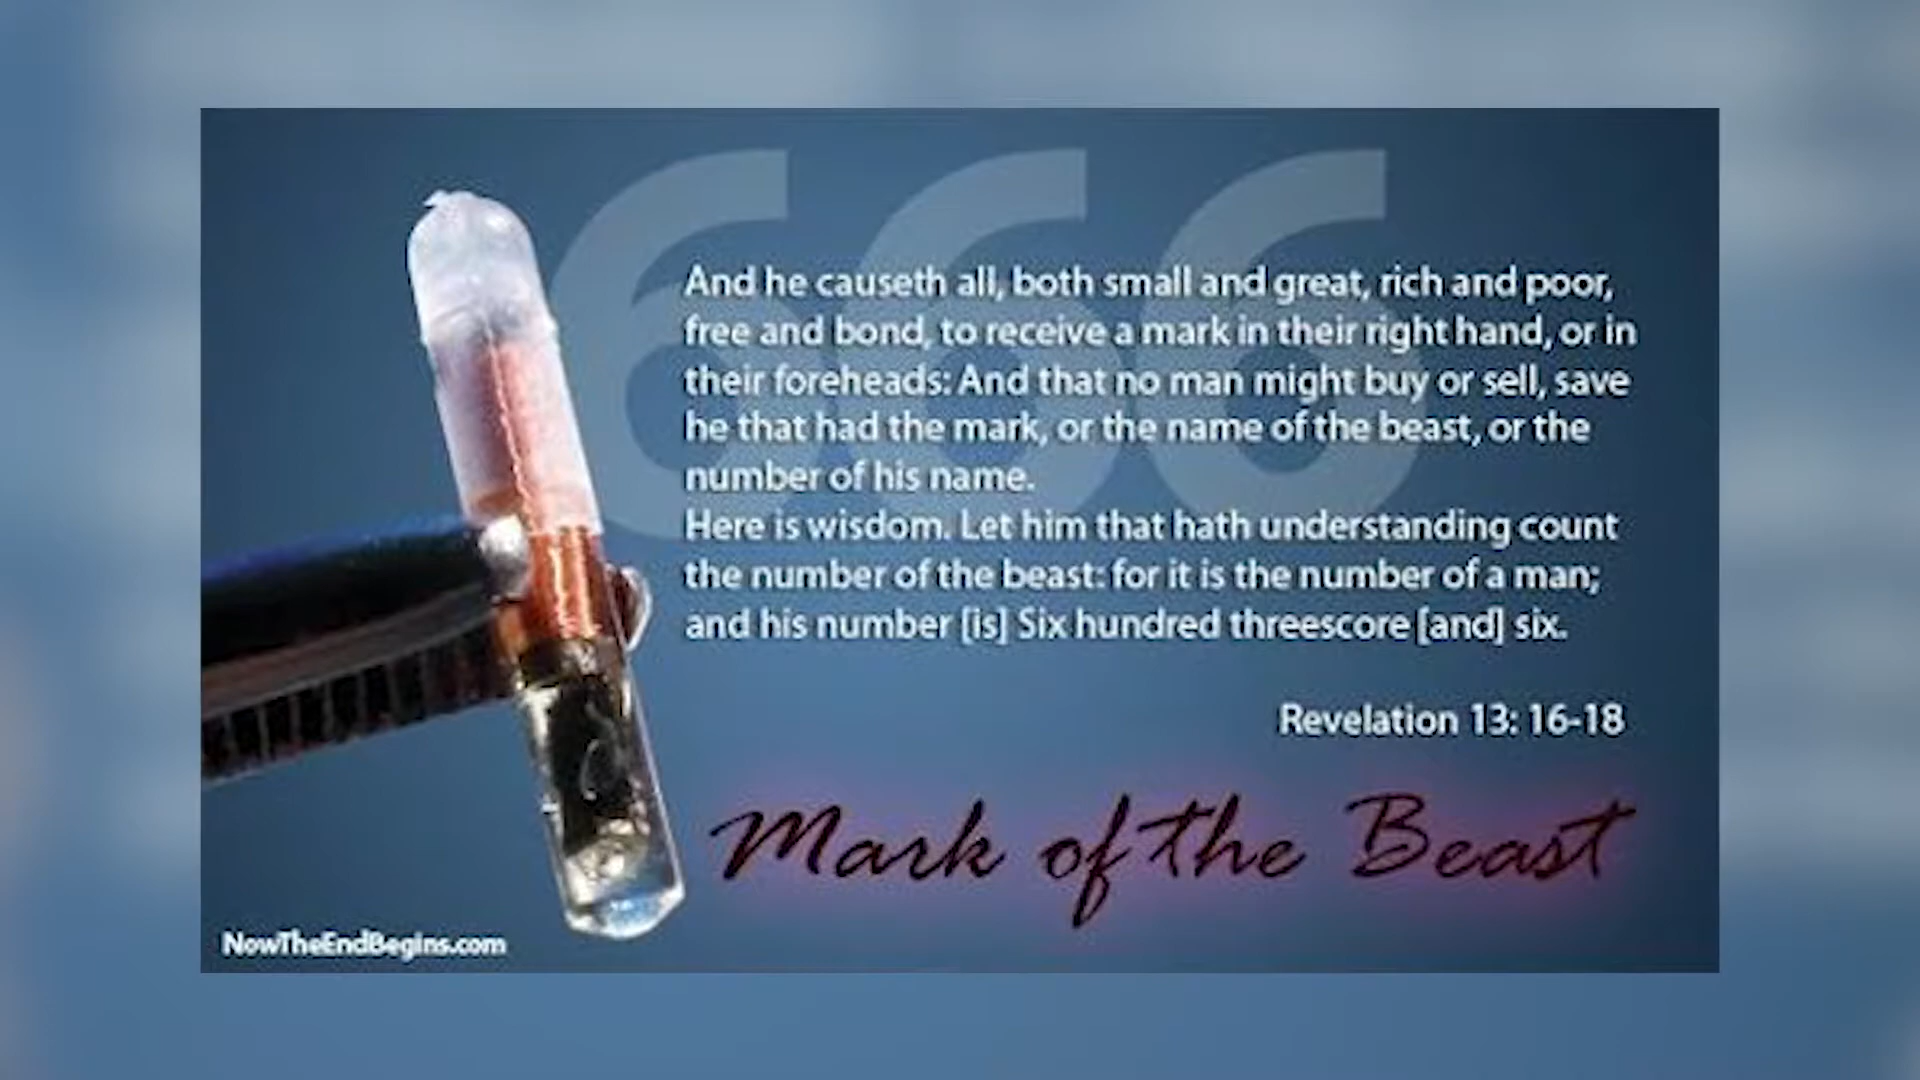 666
And he causeth all, both small and great, rich and poor,
free and bond, to receive a mark in their right hand, or in
their foreheads: And that no man might buy or sell, save
he that had the mark, or the name of the beast, or the
number of his name.
Here is wisdom. Let him that hath understanding count
the number of the beast: for it is the number of a man;
and his number [is] Six hundred threescore [and] six.
Revelation 13: 16-18
Mark of the Beast
NowTheEndBegins.com